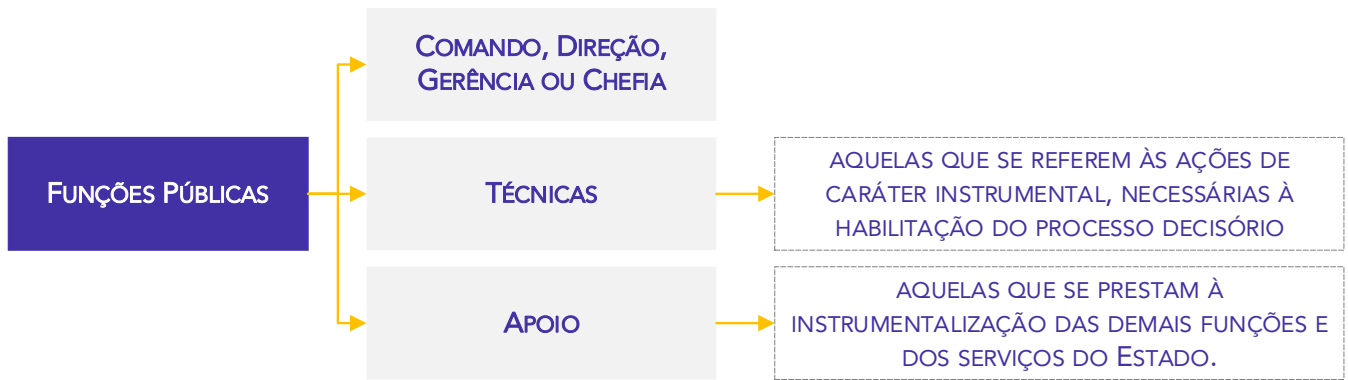 COMANDO, DIREÇÃO,
GERÊNCIA OU CHEFIA
FUNÇÕES PÚBLICAS
TÉCNICAS
AQUELAS QUE SE REFEREM ÀS AÇÕES DE
CARÁTER INSTRUMENTAL, NECESSÁRIAS À
HABILITAÇÃO DO PROCESSO DECISÓRIO
APOIO
AQUELAS QUE SE PRESTAM À
INSTRUMENTALIZAÇÃO DAS DEMAIS FUNÇÕES E
DOS SERVIÇOS DO ESTADO.